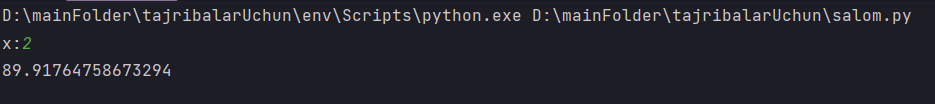 D:\mainFolder\tajribalarUchun\env\Scripts\python.exe D:\mainFolder\tajribalarUchun\salom.py
x:2
89.91764758673294